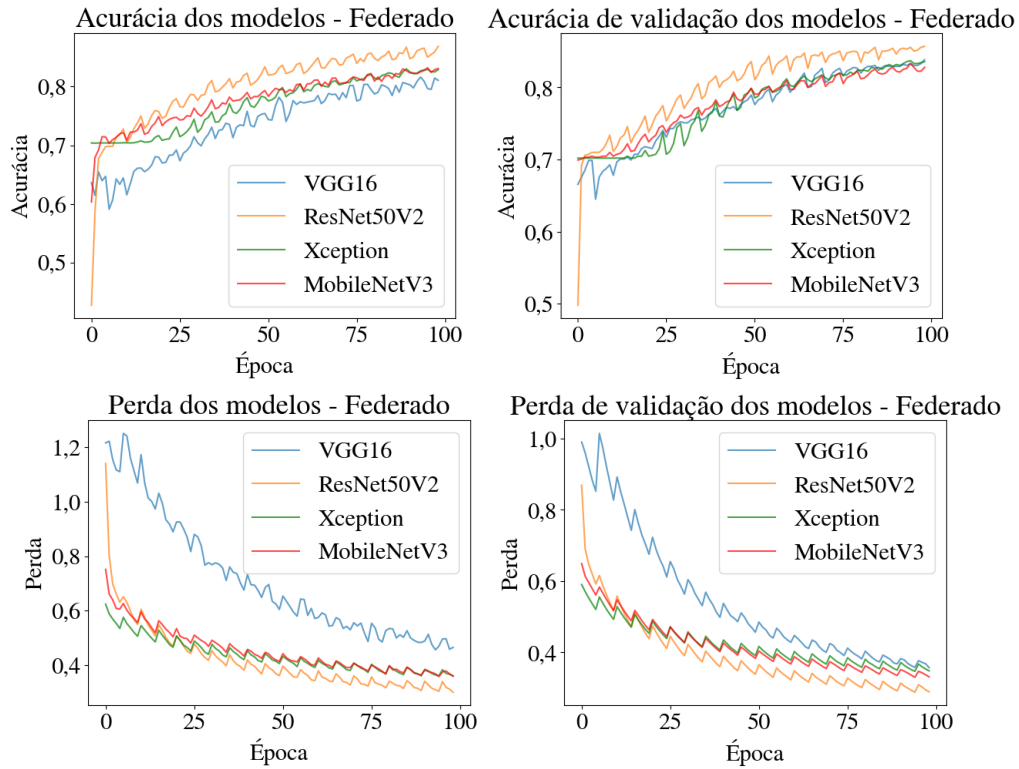 Acurácia dos modelos - Federado
0,8
0,7
0,6
0,5
Acurácia
VGG16
ResNet50V2
Xception
MobileNetV3
0
25
50
75
100
Época
Acurácia de validação dos modelos - Federado
0,8
0,7
0,6
0,5
Acurácia
VGG16
ResNet50V2
Xception
MobileNetV3
0
25
50
75
100
Época
Perda dos modelos - Federado
1,2
1,0
0,8
0,6
0,4
Perda
VGG16
ResNet50V2
Xception
MobileNetV3
0
25
50
75
100
Época
Perda de validação dos modelos - Federado
1,0
0,8
0,6
0,4
Perda
VGG16
ResNet50V2
Xception
MobileNetV3
0
25
50
75
100
Época